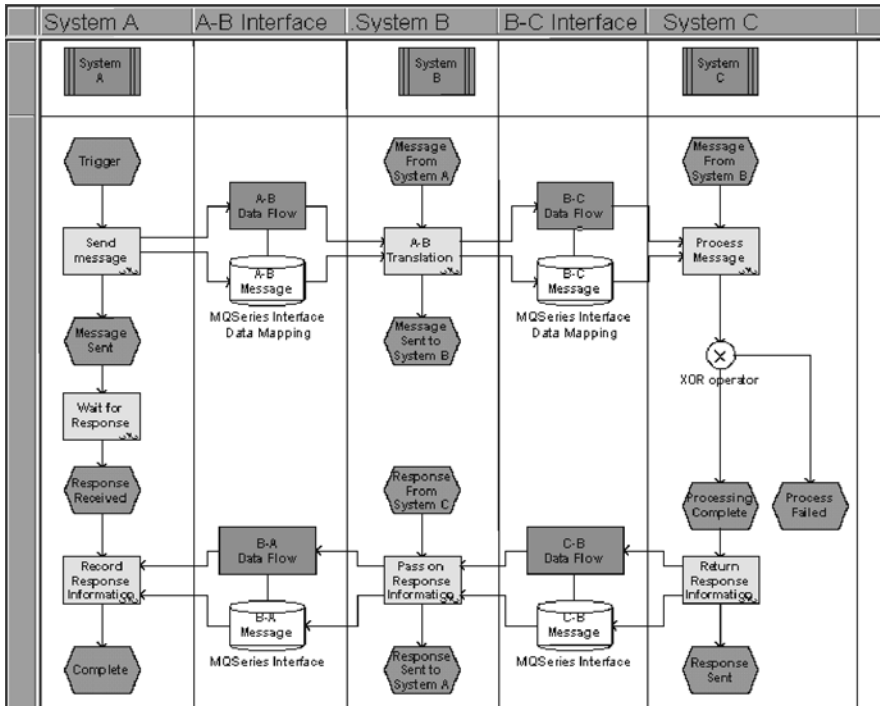 System A
A-B Interface
.System B
B-C Interface
System C
System
A
System
B
System
C
Trigger
Message
From
System A
Message
From
System B
A-B
Data Flow
B-C
Data Flow
Send
message
A-B
Translation
Process
Message
A-B
Message
B-C
Message
MQSeries Interface
Data Mapping
MQSeries Interface
Data Mapping
Message
Sent
Message
Sent to
System B
XOR operator
Wait for
Response
Response
Received
Response
From
System C
Processing
Complete
Process
Failed
B-A
Data Flow
C-B
Data Flow
Record
Response
Information
Pass on
Response
Information
Return
Response
Information
B-A
Message
C-B
Message
MQSeries Interface
MQSeries Interface
Complete
Response
Sent to
System A
Response
Sent